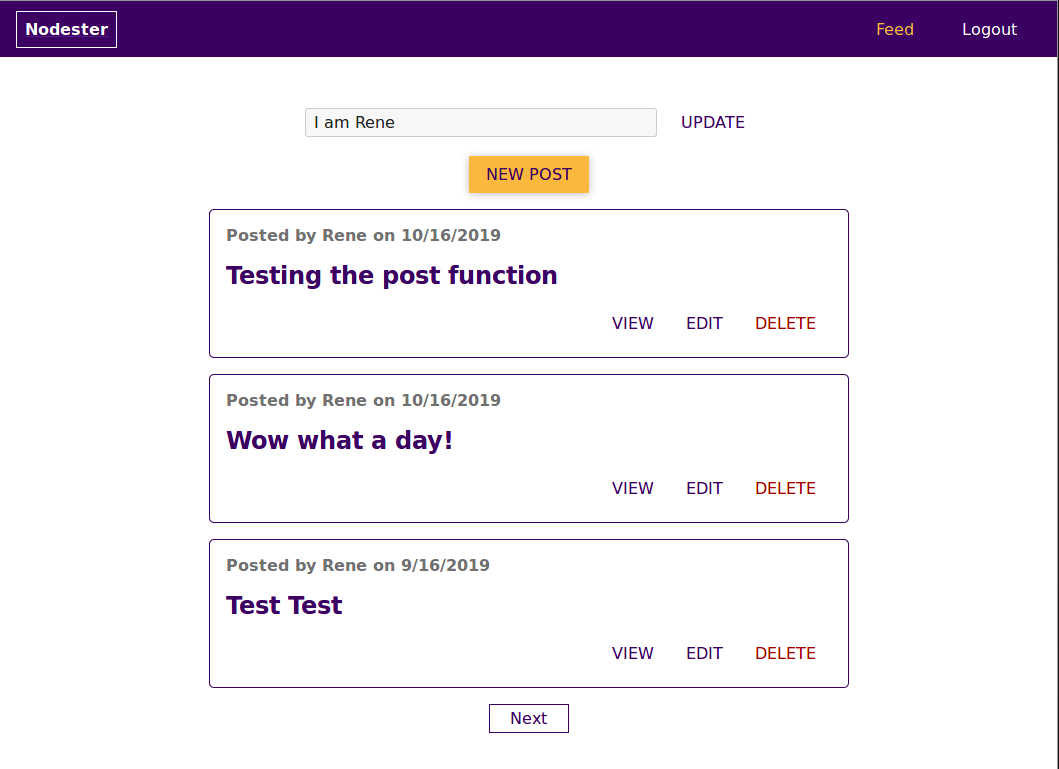 Nodester Feed Logout
I am Rene UPDATE
NEW POST
Posted by Rene on 10/16/2019
Testing the post function
VIEW EDIT DELETE
Posted by Rene on 10/16/2019
Wow what a day!
VIEW EDIT DELETE
Posted by Rene on 9/16/2019
Test Test
VIEW EDIT DELETE
Next